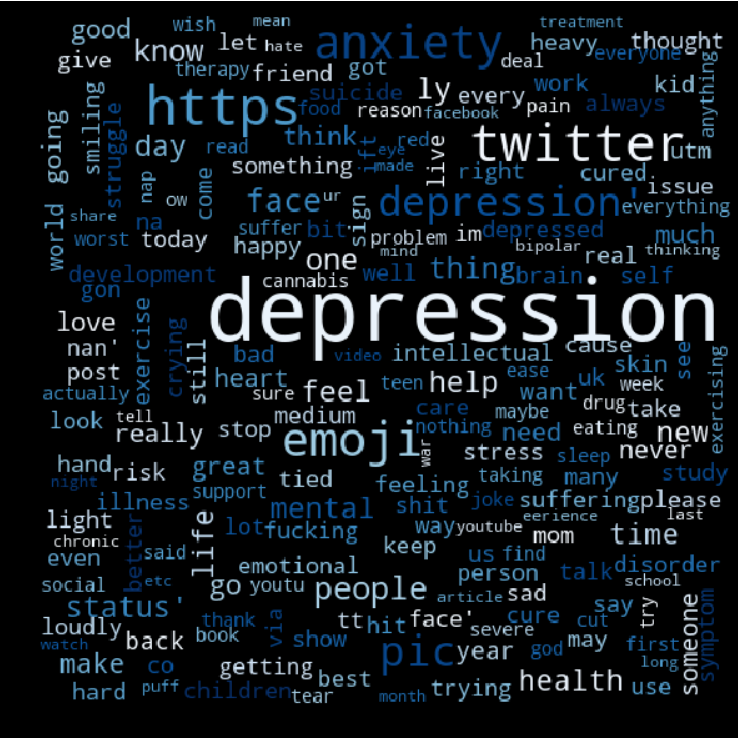 good wish mean treatment
give know let hate anxiety heavy everyone thought
therapy friend got deal
https suicide food reason facebook ly every work pain always kid anything
going smiling struggle day read think lft eye red made live twitter utm
nap ow come something right cured issue
world share na face ur sign depression' everything
worst today suffer happy bit problem im depressed bipolar much
mind real thinking
development gon one cannabis well thing brain self
depression
love nan' post exercise crying still bad video intellectual cause skin see exercising
actually heart sure feel teen help ease want uk week
look tell really stop medium care nothing maybe need drug take eating new
emoji war stress sleep never
hand risk great tied feeling taking many study
night illness support mental shit joke suffering please
light chronic better life lot fucking way youtube eerience last
even said keep us find mom time
social etc emotional person talk disorder
status' go youtu people article sad school
loudly thank via tt hit face' cure cut say try someone symptom
watch back book show severe god may first
make co getting pic year long
hard puff children tear best month trying health use